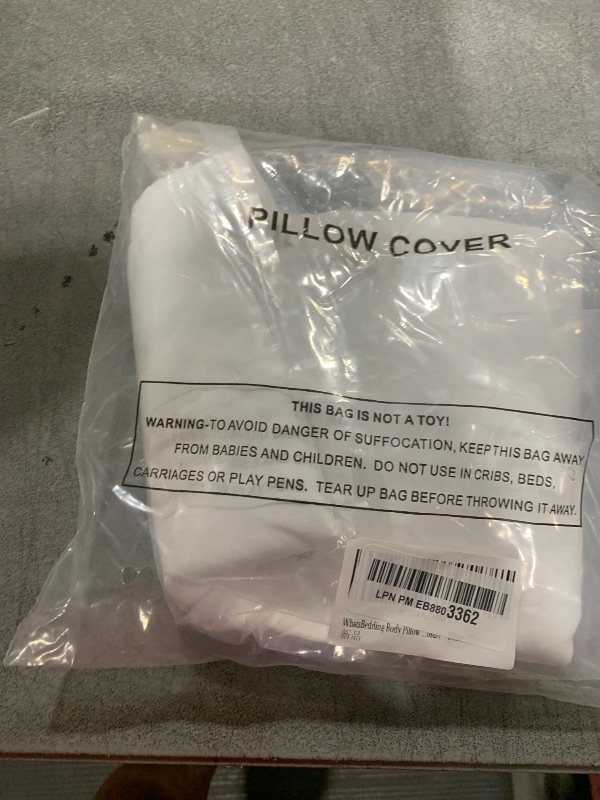 PILLOW COVER
THIS BAG IS NOT A TOY!
WARNING-TO AVOID DANGER OF SUFFOCATION, KEEP THIS BAG AWAY
FROM BABIES AND CHILDREN. DO NOT USE IN CRIBS, BEDS,
CARRIAGES OR PLAY PENS. TEAR UP BAG BEFORE THROWING IT AWAY.
LPN PM EB8803362
WhatsBedding Body Pillow